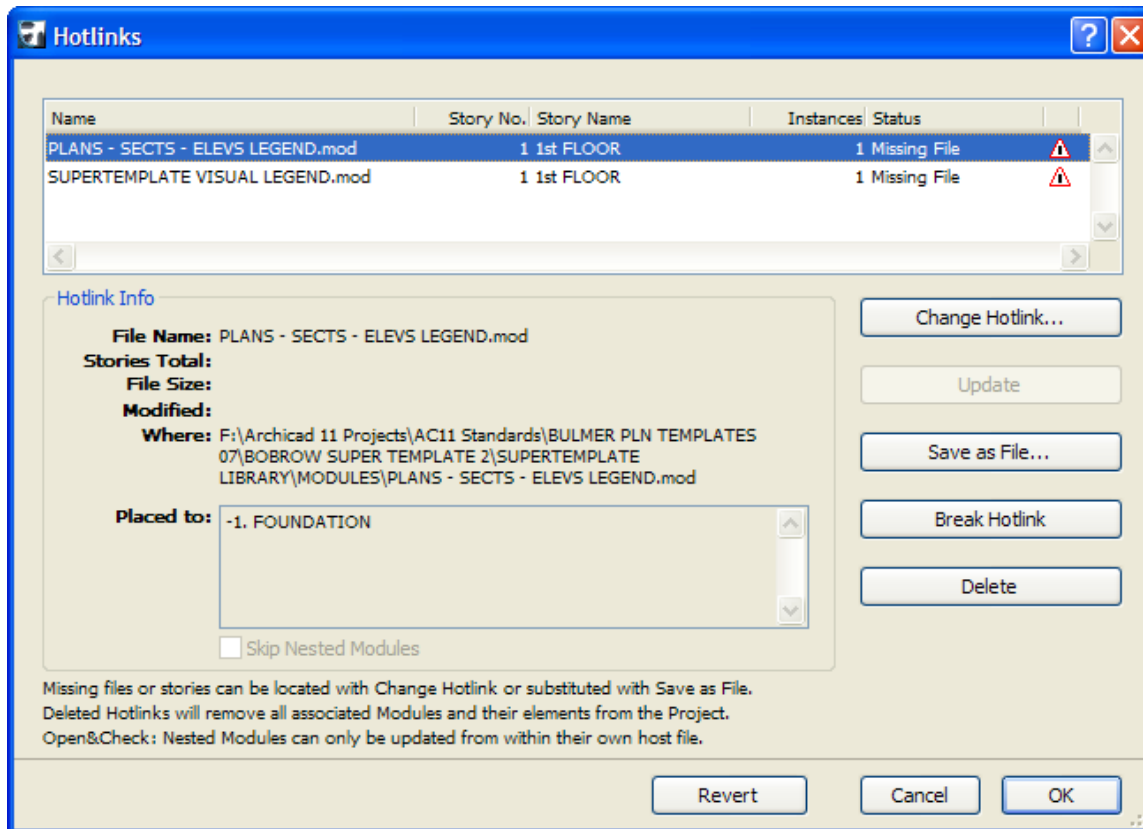 Hotlinks
Name Story No. Story Name Instances Status
PLANS - SECTS - ELEVS LEGEND.mod 1 1st FLOOR 1 Missing File
SUPERTEMPLATE VISUAL LEGEND.mod 1 1st FLOOR 1 Missing File
Hotlink Info
File Name: PLANS - SECTS - ELEVS LEGEND.mod
Stories Total:
File Size:
Modified:
Where: F:\Archicad 11 Projects\AC11 Standards\BULMER PLN TEMPLATES
07\BOBROW SUPER TEMPLATE 2\SUPERTEMPLATE
LIBRARY\MODULES\PLANS - SECTS - ELEVS LEGEND.mod
Placed to: -1. FOUNDATION
Skip Nested Modules
Change Hotlink...
Update
Save as File...
Break Hotlink
Delete
Missing files or stories can be located with Change Hotlink or substituted with Save as File.
Deleted Hotlinks will remove all associated Modules and their elements from the Project.
Open&Check: Nested Modules can only be updated from within their own host file.
Revert Cancel OK